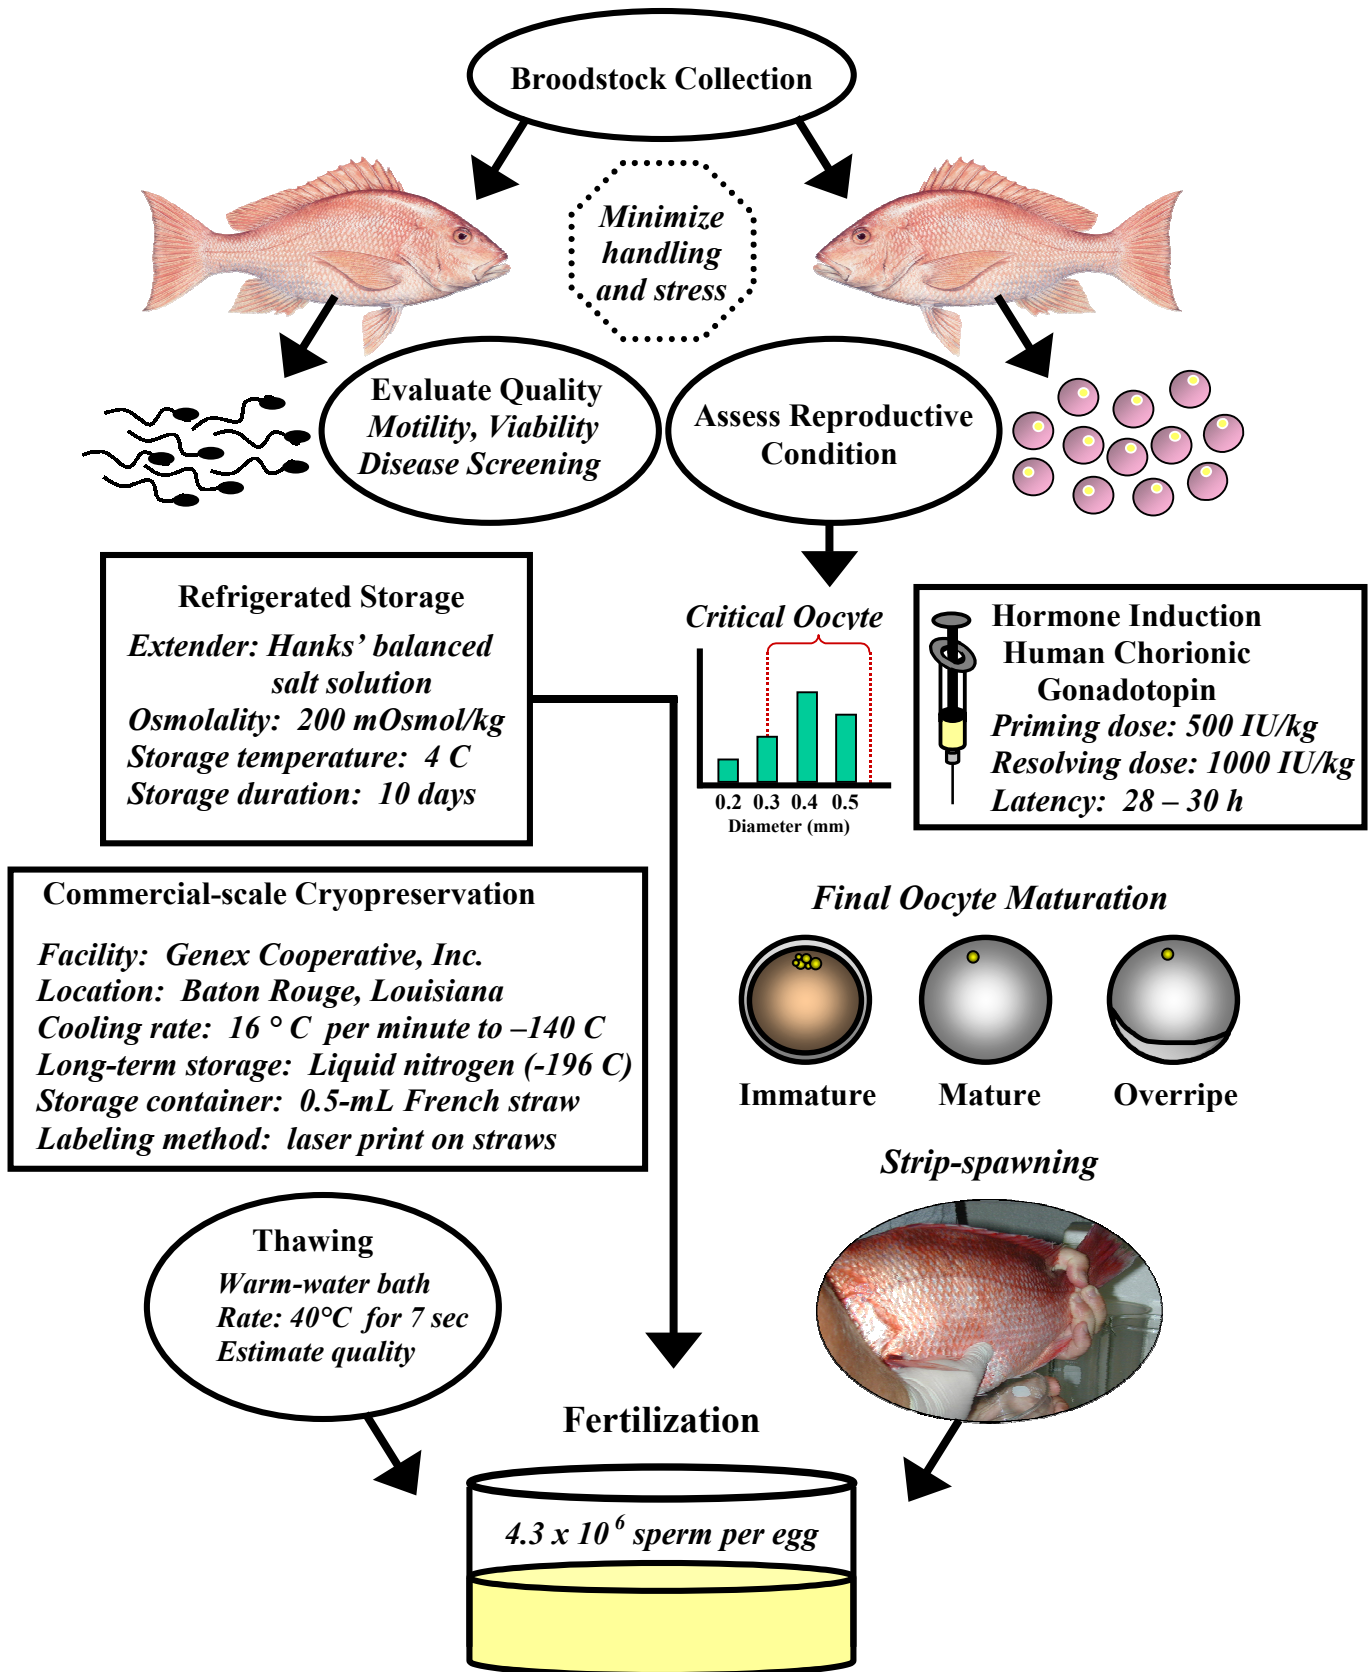 Broodstock Collection
Minimize
handling
and stress
Evaluate Quality
Motility, Viability
Disease Screening
Assess Reproductive
Condition
Refrigerated Storage
Extender: Hanks’ balanced
salt solution
Osmolality: 200 mOsmol/kg
Storage temperature: 4 C
Storage duration: 10 days
Critical Oocyte
0.2 0.3 0.4 0.5
Diameter (mm)
Hormone Induction
Human Chorionic
Gonadotopin
Priming dose: 500 IU/kg
Resolving dose: 1000 IU/kg
Latency: 28 – 30 h
Commercial-scale Cryopreservation
Facility: Genex Cooperative, Inc.
Location: Baton Rouge, Louisiana
Cooling rate: 16 ° C per minute to –140 C
Long-term storage: Liquid nitrogen (-196 C)
Storage container: 0.5-mL French straw
Labeling method: laser print on straws
Final Oocyte Maturation
Immature Mature Overripe
Strip-spawning
Thawing
Warm-water bath
Rate: 40°C for 7 sec
Estimate quality
Fertilization
4.3 x 10⁶ sperm per egg